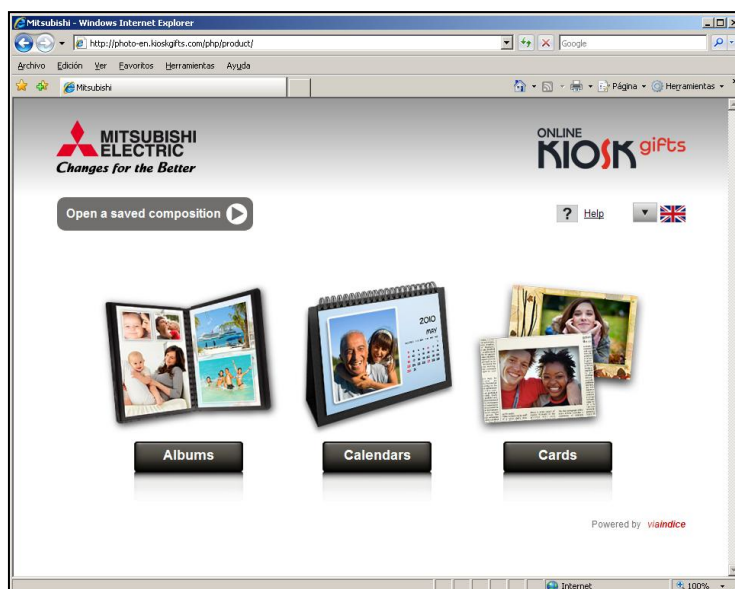 Mitsubishi - Windows Internet Explorer
http://photo-en.kioskgifts.com/php/product/
Google
Archivo Edición Ver Favoritos Herramientas Ayuda
Mitsubishi
Página
Herramientas
MITSUBISHI
ELECTRIC
Changes for the Better
ONLINE
KIOSK gifts
Open a saved composition
? Help
2010
MAY
Albums
Calendars
Cards
Powered by viaindice
Internet
100%